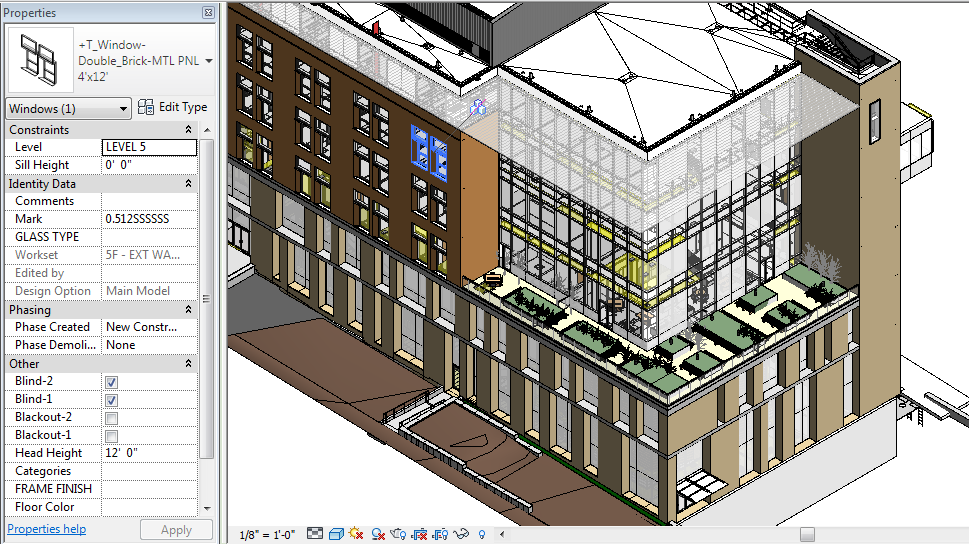 Properties
+T_Window-
Double_Brick-MTL PNL
4'x12'
Windows (1)
Edit Type
Constraints
Level LEVEL 5
Sill Height 0' 0"
Identity Data
Comments
Mark 0.512SSSSSS
GLASS TYPE
Workset 5F - EXT WA...
Edited by
Design Option Main Model
Phasing
Phase Created New Constr...
Phase Demoli... None
Other
Blind-2
Blind-1
Blackout-2
Blackout-1
Head Height 12' 0"
Categories
FRAME FINISH
Floor Color
Properties help
Apply
1/8" = 1'-0"